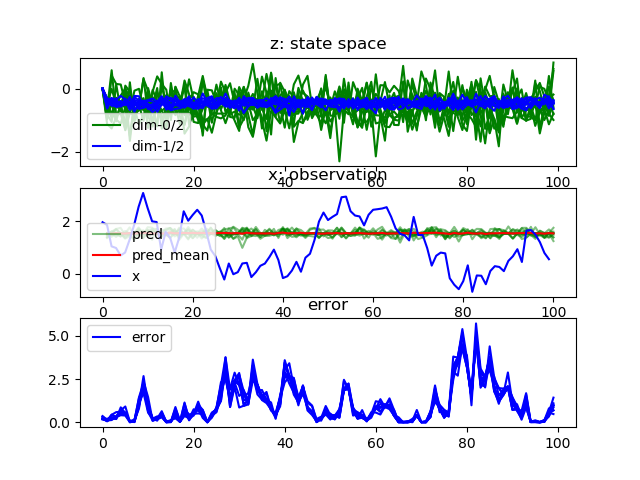 z: state space
0
−2
dim-0/2
dim-1/2
0 20 40 60 80 100
x: observation
2
0
pred
pred_mean
x
0 20 40 60 80 100
error
5.0
2.5
0.0
error
0 20 40 60 80 100